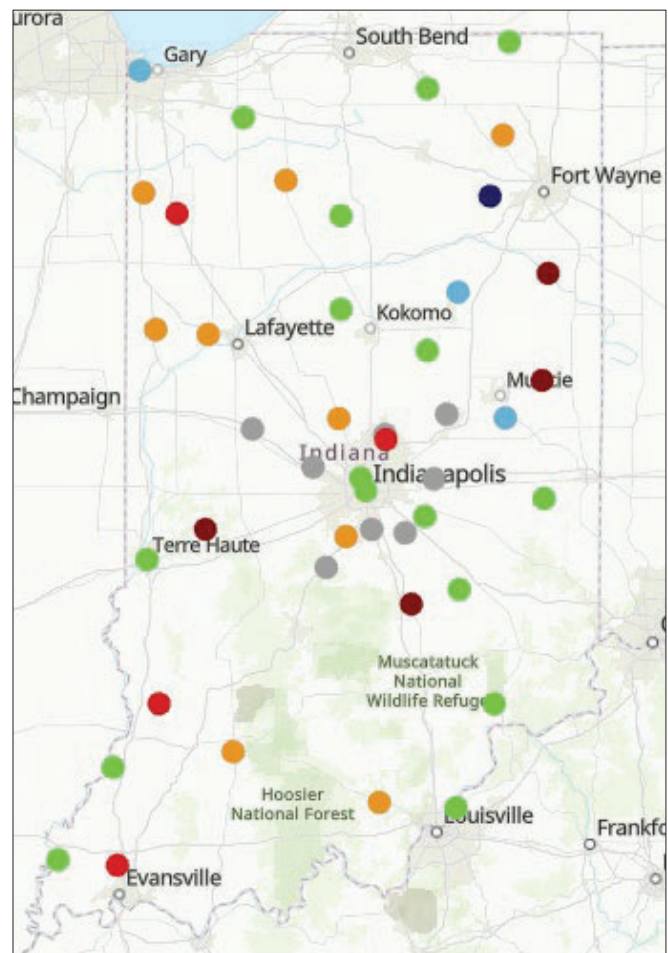 urora
South Bend
Gary
Fort Wayne
Kokomo
Lafayette
Champaign
Indiana
Indianapolis
Terre Haute
Muscatatuck
National
Wildlife Refuge
Hoosier
National Forest
Louisville
Frankfo
Evansville